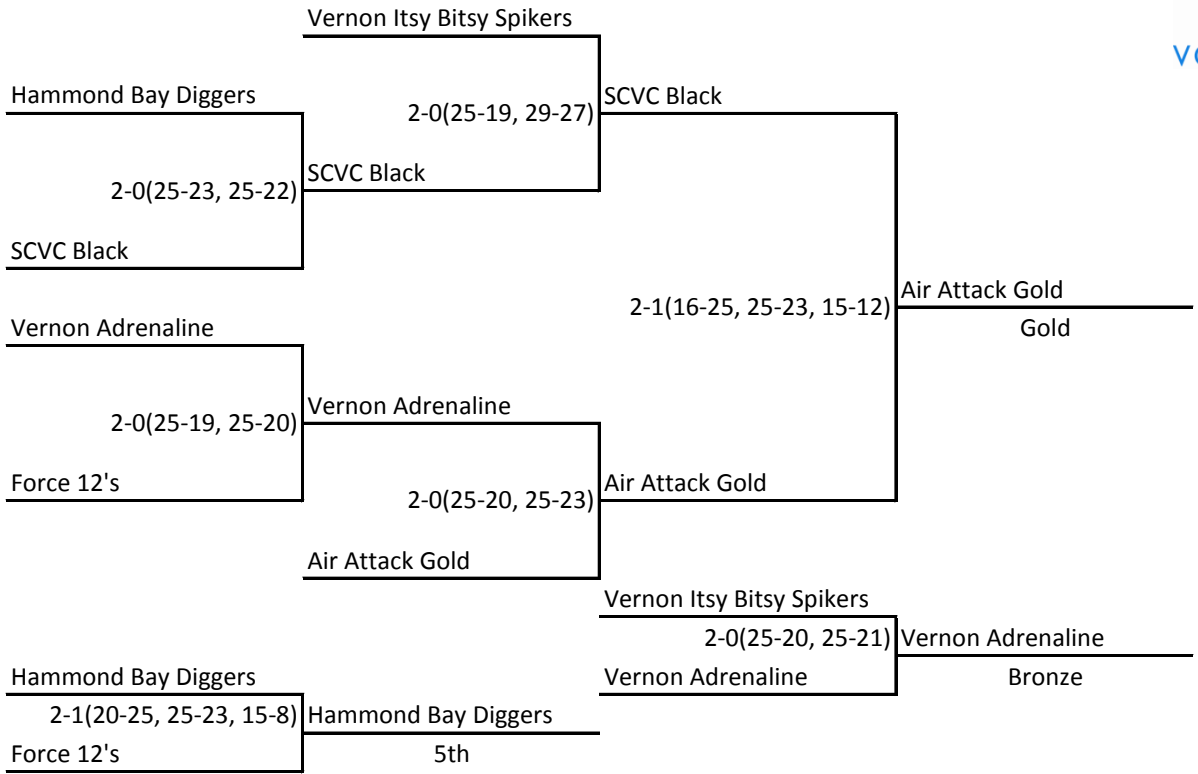 Vernon Itsy Bitsy Spikers
Hammond Bay Diggers
2-0(25-19, 29-27)
SCVC Black
2-0(25-23, 25-22)
SCVC Black
SCVC Black
2-1(16-25, 25-23, 15-12)
Air Attack Gold
Gold
Vernon Adrenaline
2-0(25-19, 25-20)
Vernon Adrenaline
Force 12's
2-0(25-20, 25-23)
Air Attack Gold
Air Attack Gold
Vernon Itsy Bitsy Spikers
2-0(25-20, 25-21)
Vernon Adrenaline
Vernon Adrenaline
Bronze
Hammond Bay Diggers
2-1(20-25, 25-23, 15-8)
Hammond Bay Diggers
Force 12's
5th